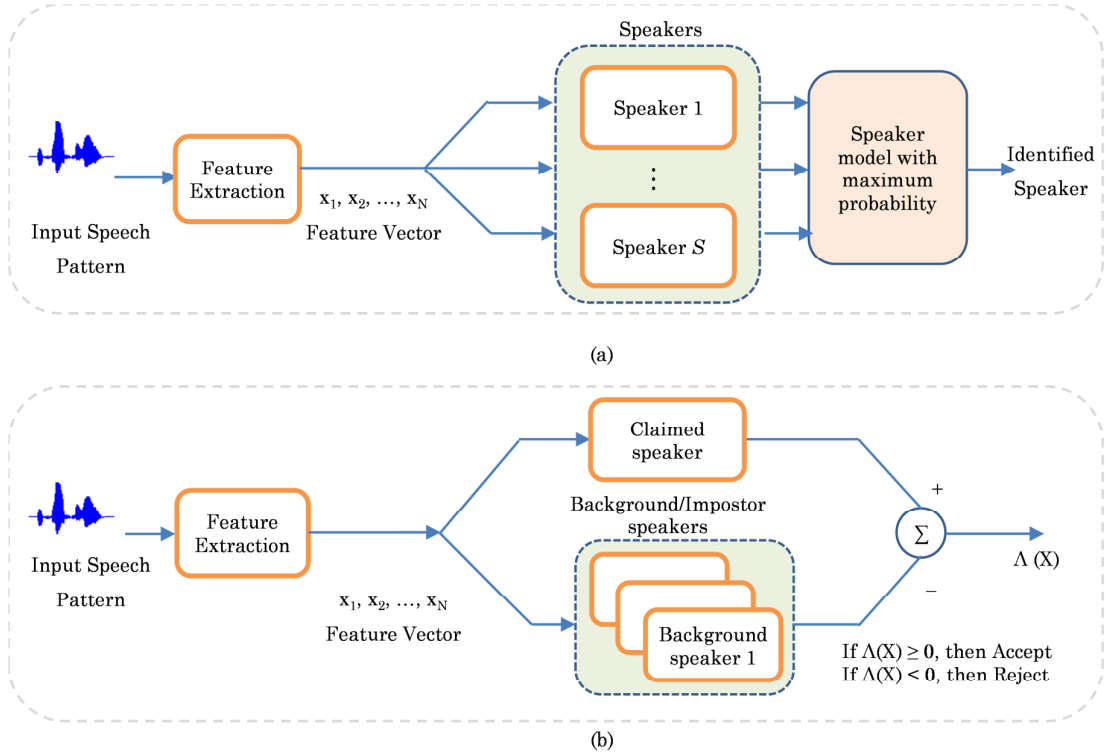 Speakers
Speaker 1
⋮
Speaker S
Feature
Extraction
x₁, x₂, ..., x_N
Feature Vector
Input Speech
Pattern
Speaker
model with
maximum
probability
Identified
Speaker
(a)
Claimed
speaker
Background/Impostor
speakers
Background
speaker 1
Feature
Extraction
x₁, x₂, ..., x_N
Feature Vector
Input Speech
Pattern
+
Σ
−
Λ (X)
If Λ(X) ≥ 0, then Accept
If Λ(X) < 0, then Reject
(b)